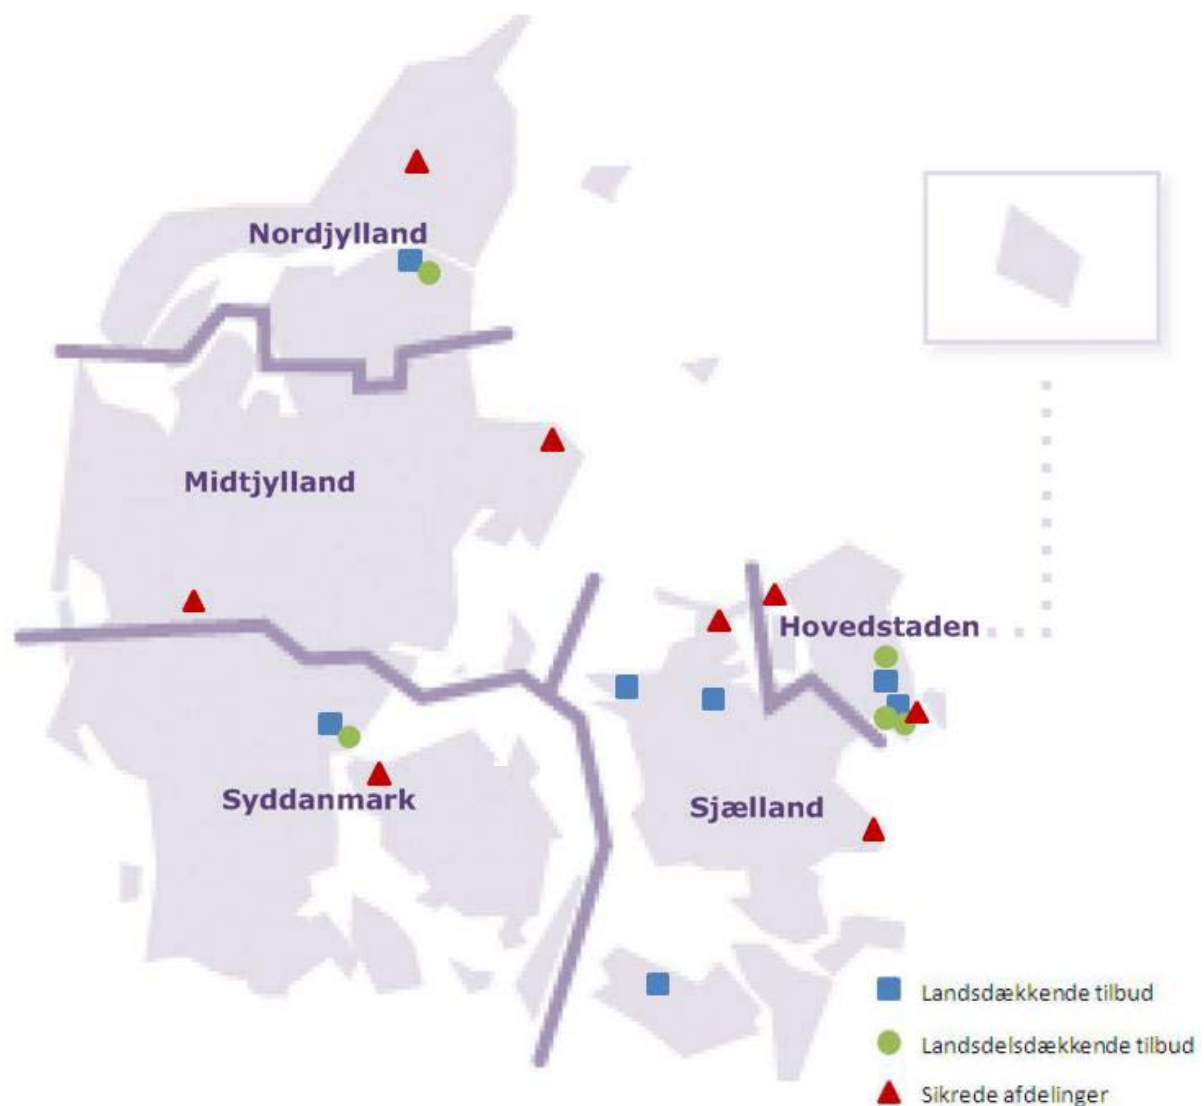 Nordjylland
Midtjylland
Hovedstaden
Syddanmark
Sjælland
Landsdækkende tilbud
Landsdelsdækkende tilbud
Sikrede afdelinger